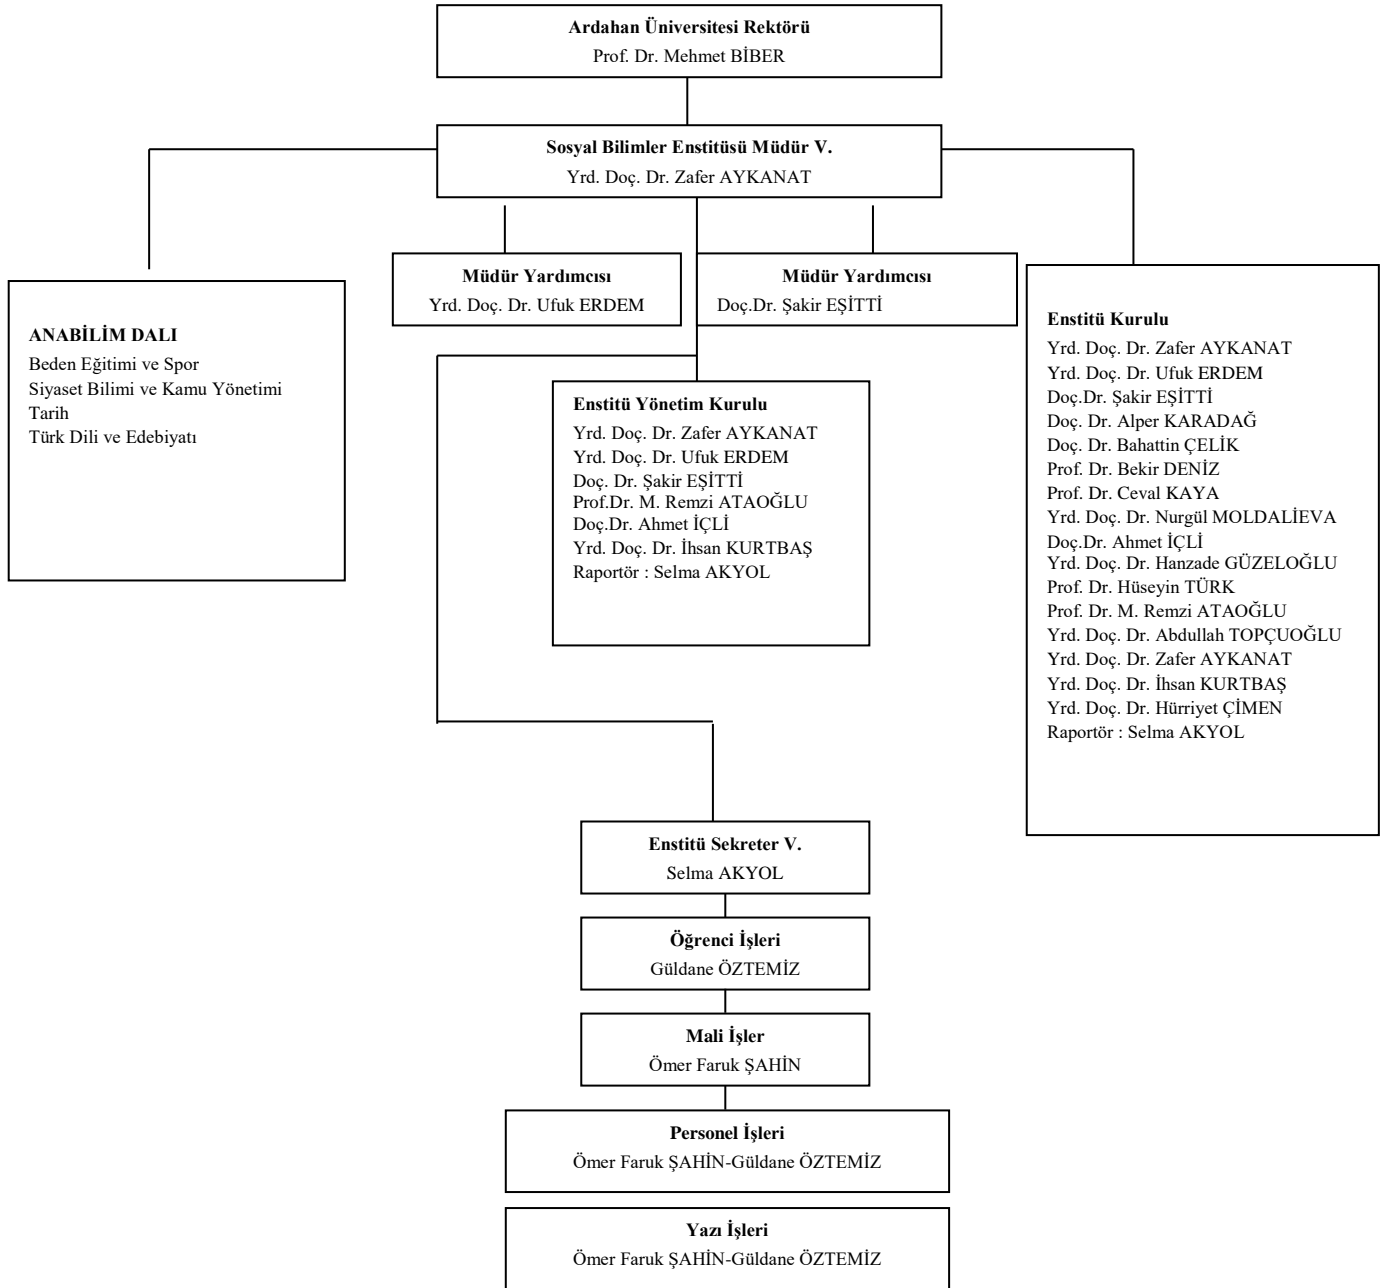 Ardahan Üniversitesi Rektörü
Prof. Dr. Mehmet BİBER
Sosyal Bilimler Enstitüsü Müdür V.
Yrd. Doç. Dr. Zafer AYKANAT
Müdür Yardımcısı
Yrd. Doç. Dr. Ufuk ERDEM
Müdür Yardımcısı
Doç.Dr. Şakir EŞİTTİ
ANABİLİM DALI
Beden Eğitimi ve Spor
Siyaset Bilimi ve Kamu Yönetimi
Tarih
Türk Dili ve Edebiyatı
Enstitü Yönetim Kurulu
Yrd. Doç. Dr. Zafer AYKANAT
Yrd. Doç. Dr. Ufuk ERDEM
Doç. Dr. Şakir EŞİTTİ
Prof.Dr. M. Remzi ATAOĞLU
Doç.Dr. Ahmet İÇLİ
Yrd. Doç. Dr. İhsan KURTBAŞ
Raportör : Selma AKYOL
Enstitü Kurulu
Yrd. Doç. Dr. Zafer AYKANAT
Yrd. Doç. Dr. Ufuk ERDEM
Doç.Dr. Şakir EŞİTTİ
Doç. Dr. Alper KARADAĞ
Doç. Dr. Bahattin ÇELİK
Prof. Dr. Bekir DENİZ
Prof. Dr. Ceval KAYA
Yrd. Doç. Dr. Nurgül MOLDALİEVA
Doç.Dr. Ahmet İÇLİ
Yrd. Doç. Dr. Hanzade GÜZELOĞLU
Prof. Dr. Hüseyin TÜRK
Prof. Dr. M. Remzi ATAOĞLU
Yrd. Doç. Dr. Abdullah TOPÇUOĞLU
Yrd. Doç. Dr. Zafer AYKANAT
Yrd. Doç. Dr. İhsan KURTBAŞ
Yrd. Doç. Dr. Hürriyet ÇİMEN
Raportör : Selma AKYOL
Enstitü Sekreter V.
Selma AKYOL
Öğrenci İşleri
Güldane ÖZTEMİZ
Mali İşler
Ömer Faruk ŞAHİN
Personel İşleri
Ömer Faruk ŞAHİN-Güldane ÖZTEMİZ
Yazı İşleri
Ömer Faruk ŞAHİN-Güldane ÖZTEMİZ